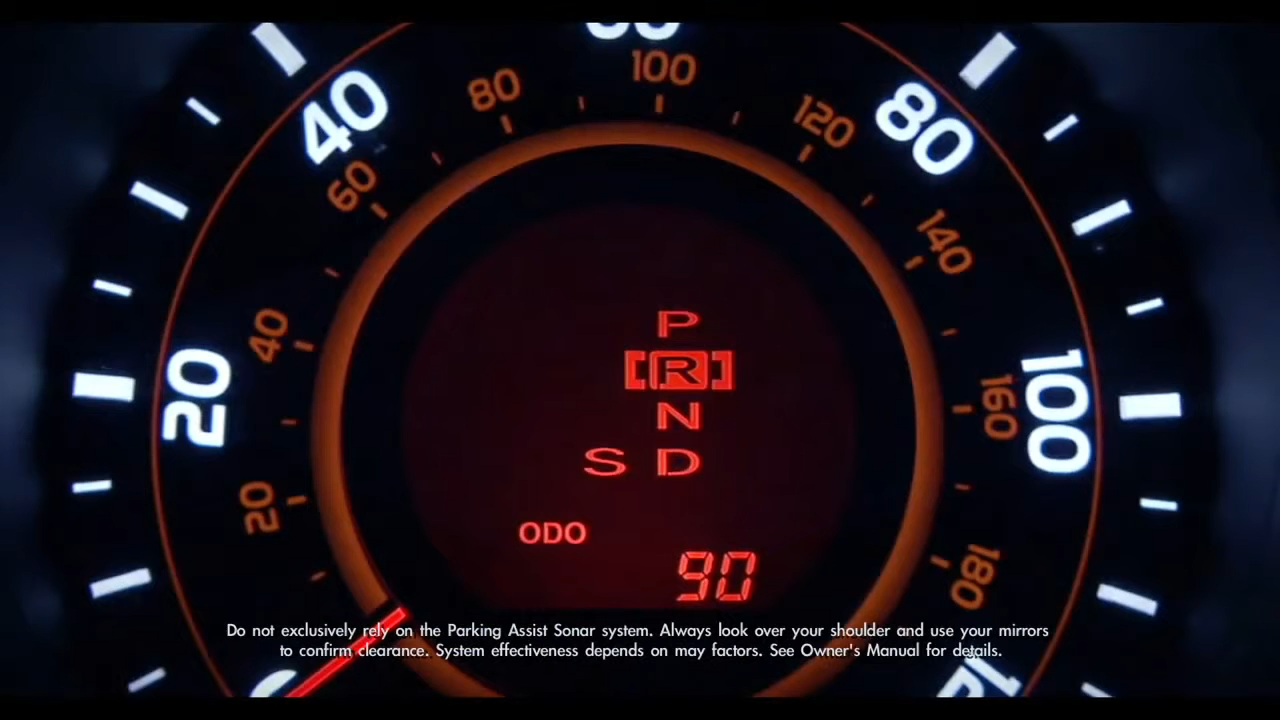 60
100
80
120
40
80
60
140
40
P
[R]
20
100
160
N
S D
20
ODO
180
90
Do not exclusively rely on the Parking Assist Sonar system. Always look over your shoulder and use your mirrors
to confirm clearance. System effectiveness depends on may factors. See Owner's Manual for details.